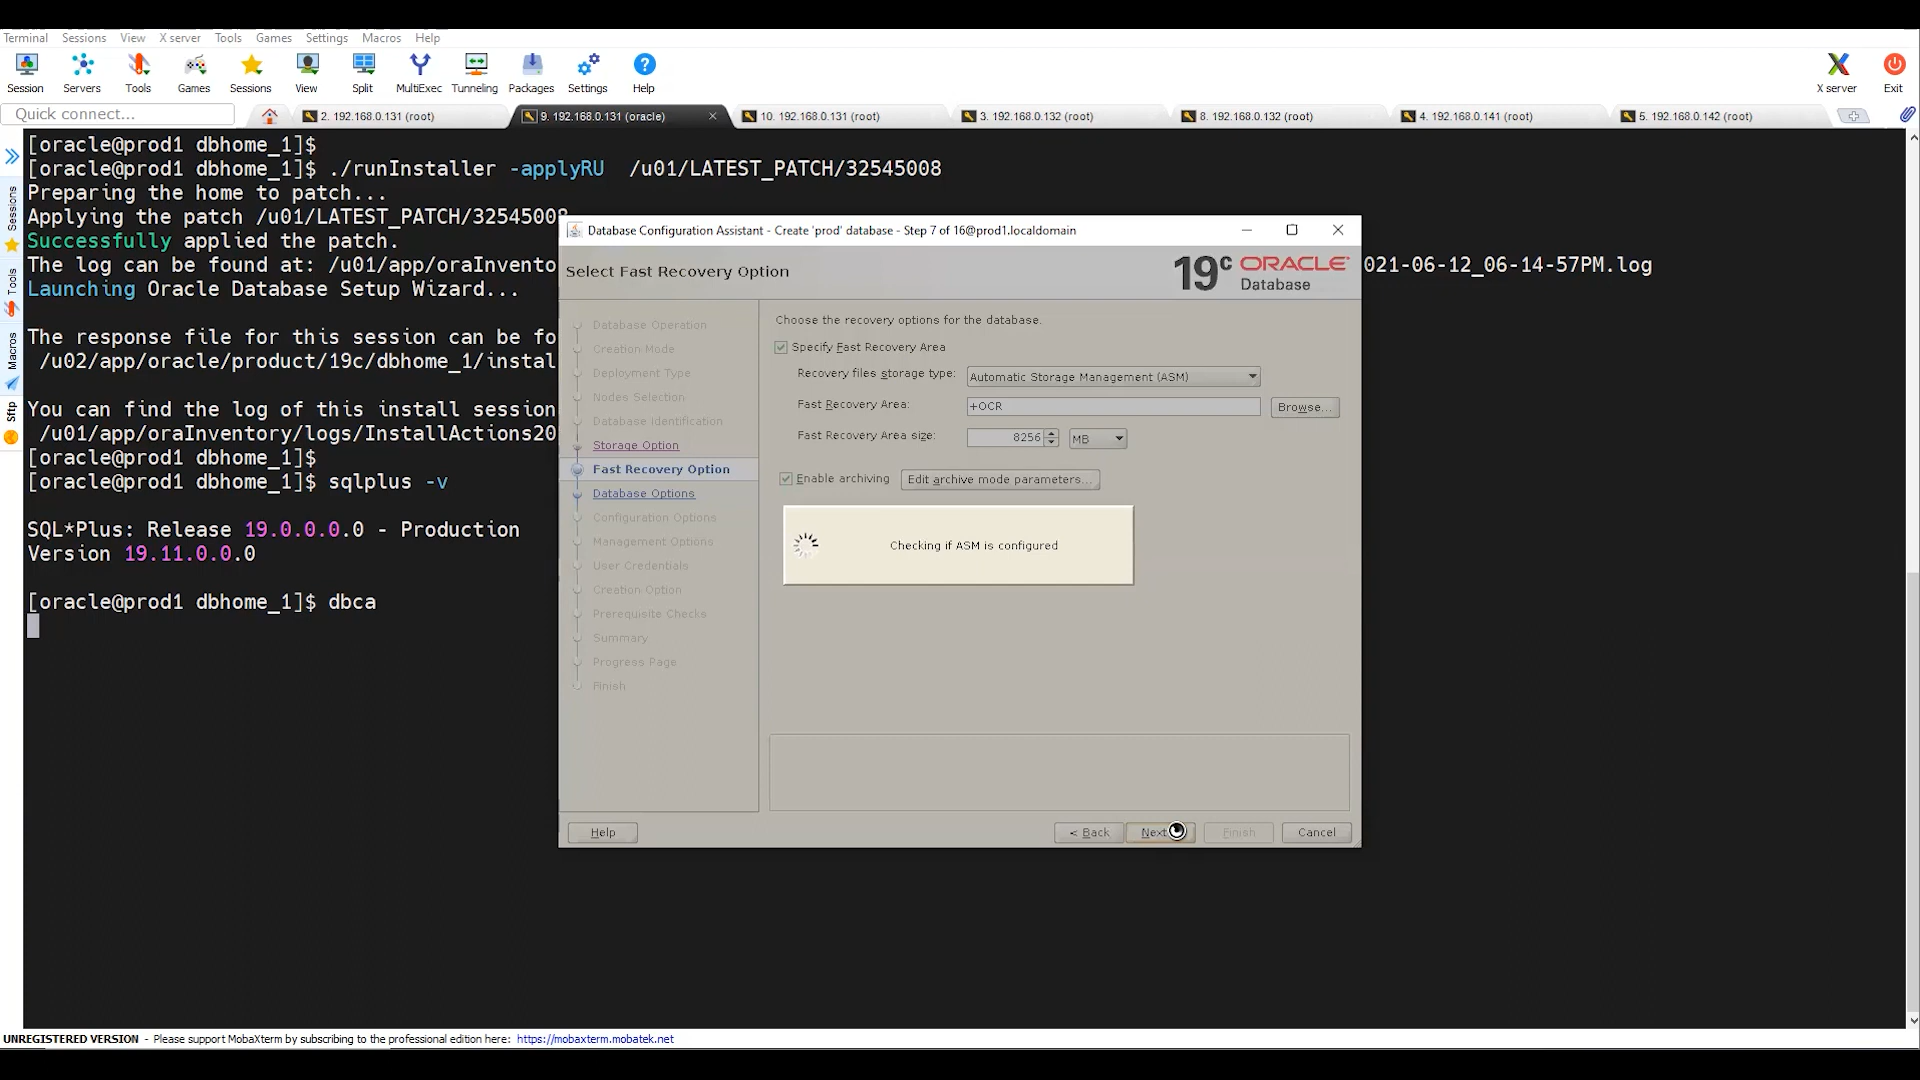 Terminal Sessions View X server Tools Games Settings Macros Help
Session Servers Tools Games Sessions View Split MultiExec Tunneling Packages Settings Help X server Exit
Quick connect...
2. 192.168.0.131 (root) 9. 192.168.0.131 (oracle) 10. 192.168.0.131 (root) 3. 192.168.0.132 (root) 8. 192.168.0.132 (root) 4. 192.168.0.141 (root) 5. 192.168.0.142 (root)
Sessions
Tools
Macros
Sftp
[oracle@prod1 dbhome_1]$
[oracle@prod1 dbhome_1]$ ./runInstaller -applyRU /u01/LATEST_PATCH/32545008
Preparing the home to patch...
Applying the patch /u01/LATEST_PATCH/32545008
Successfully applied the patch.
The log can be found at: /u01/app/oraInvento 021-06-12_06-14-57PM.log
Launching Oracle Database Setup Wizard...
The response file for this session can be fo
/u02/app/oracle/product/19c/dbhome_1/instal
You can find the log of this install session
/u01/app/oraInventory/logs/InstallActions20
[oracle@prod1 dbhome_1]$
[oracle@prod1 dbhome_1]$ sqlplus -v
SQL*Plus: Release 19.0.0.0.0 - Production
Version 19.11.0.0.0
[oracle@prod1 dbhome_1]$ dbca
Database Configuration Assistant - Create 'prod' database - Step 7 of 16@prod1.localdomain
Select Fast Recovery Option
19c ORACLE
Database
Database Operation
Creation Mode
Deployment Type
Nodes Selection
Database Identification
Storage Option
Fast Recovery Option
Database Options
Configuration Options
Management Options
User Credentials
Creation Option
Prerequisite Checks
Summary
Progress Page
Finish
Choose the recovery options for the database.
Specify Fast Recovery Area
Recovery files storage type: Automatic Storage Management (ASM)
Fast Recovery Area: +OCR Browse...
Fast Recovery Area size: 8256 MB
Enable archiving Edit archive mode parameters...
Checking if ASM is configured
Help < Back Next Finish Cancel
UNREGISTERED VERSION - Please support MobaXterm by subscribing to the professional edition here: https://mobaxterm.mobatek.net